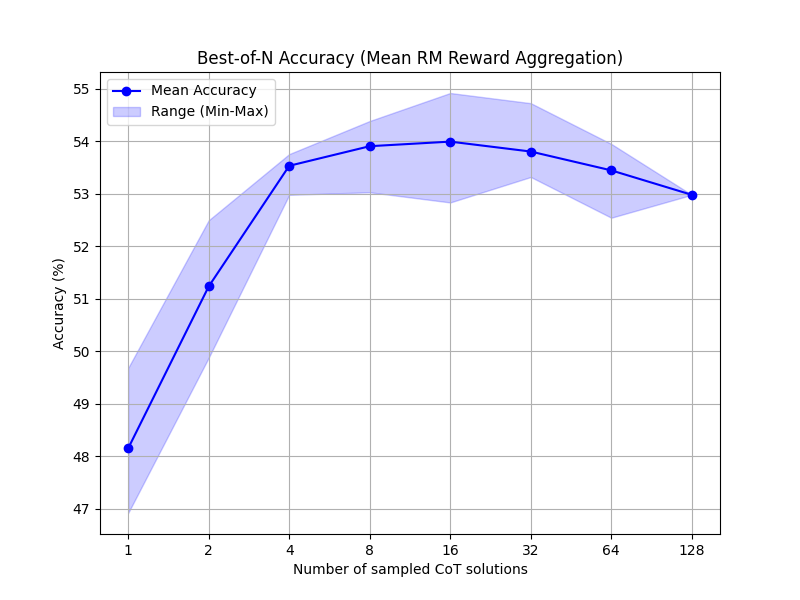 Best-of-N Accuracy (Mean RM Reward Aggregation)
Mean Accuracy
Range (Min-Max)
55
54
53
52
51
50
49
48
47
Accuracy (%)
1 2 4 8 16 32 64 128
Number of sampled CoT solutions